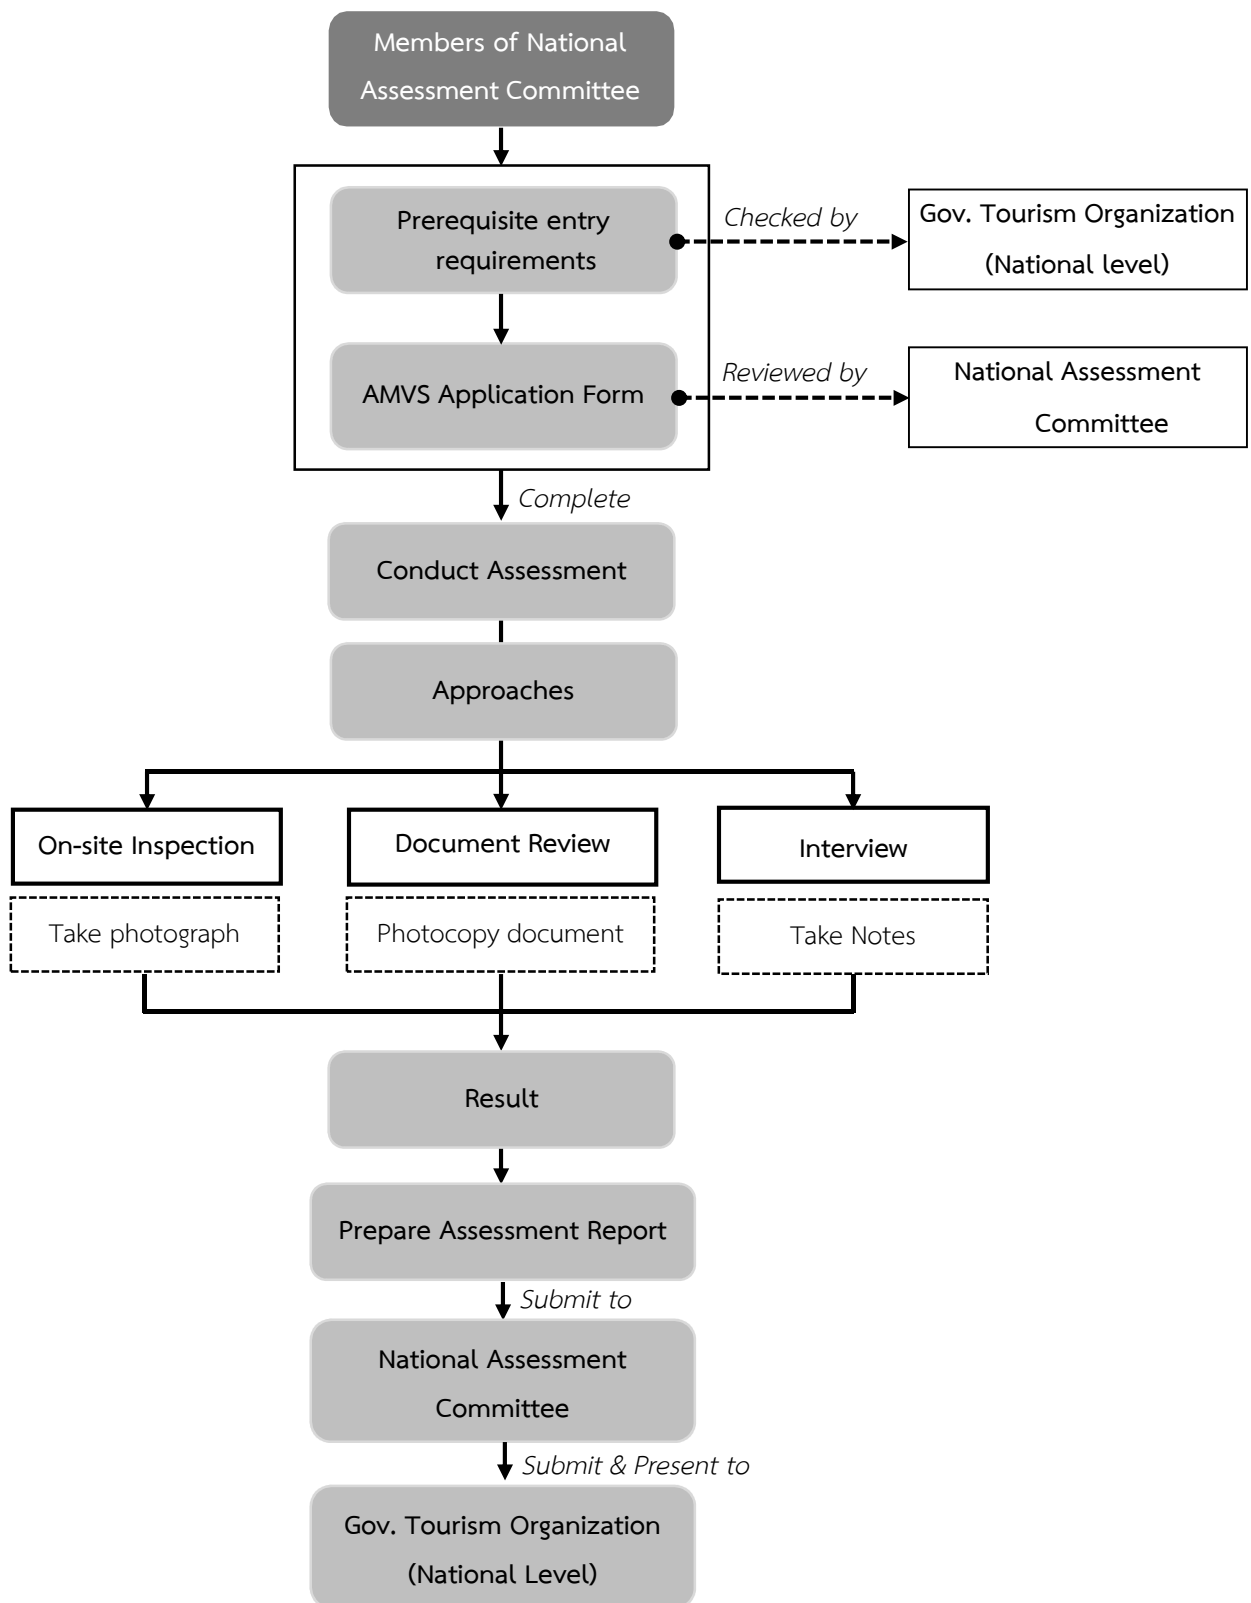 Members of National
Assessment Committee
Prerequisite entry
requirements
Checked by
Gov. Tourism Organization
(National level)
AMVS Application Form
Reviewed by
National Assessment
Committee
Complete
Conduct Assessment
Approaches
On-site Inspection
Document Review
Interview
Take photograph
Photocopy document
Take Notes
Result
Prepare Assessment Report
Submit to
National Assessment
Committee
Submit & Present to
Gov. Tourism Organization
(National Level)